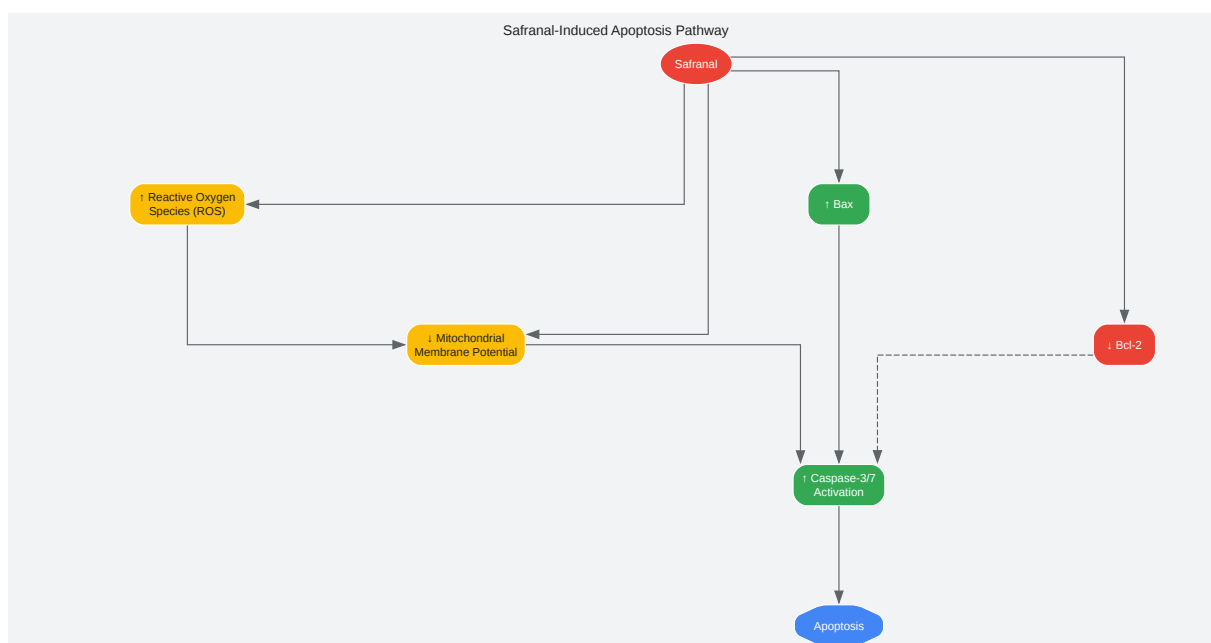 Safranal-Induced Apoptosis Pathway
Safranal
↑ Reactive Oxygen
Species (ROS)
↑ Bax
↓ Mitochondrial
Membrane Potential
↓ Bcl-2
↑ Caspase-3/7
Activation
Apoptosis